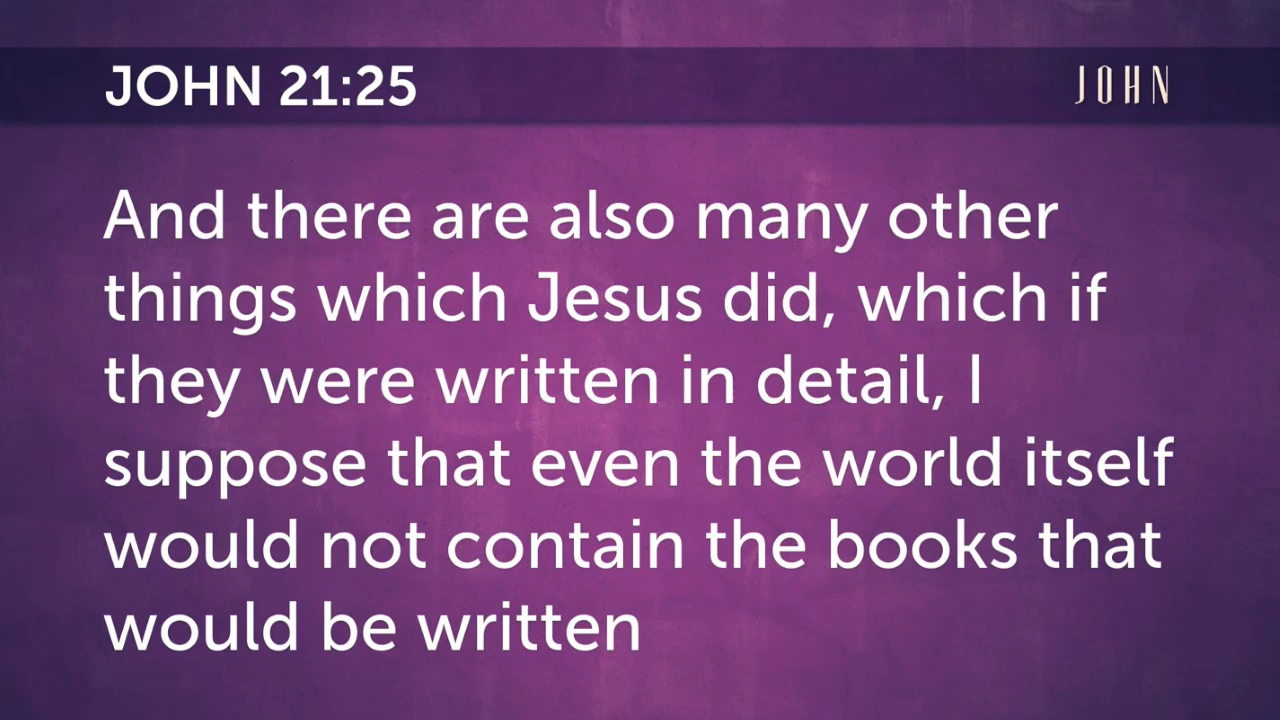 JOHN 21:25
JOHN
And there are also many other
things which Jesus did, which if
they were written in detail, I
suppose that even the world itself
would not contain the books that
would be written